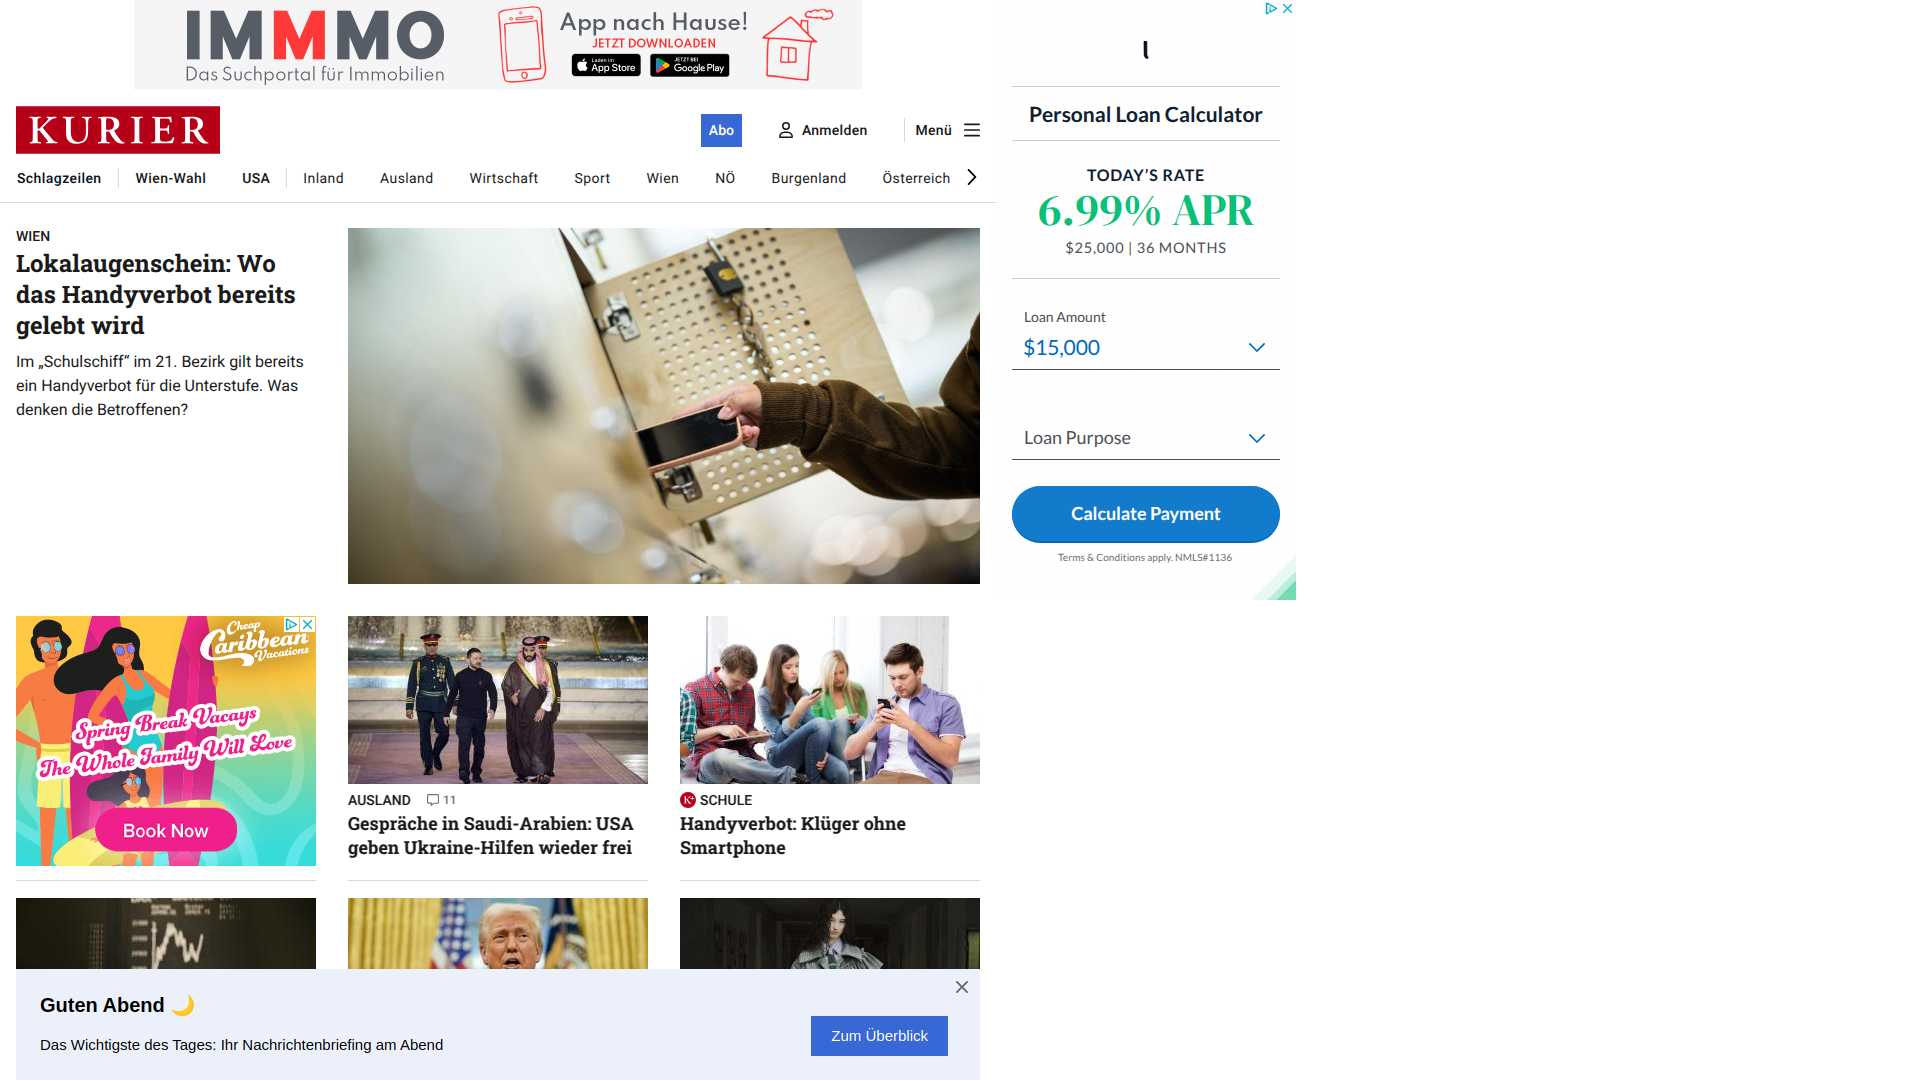 IMMMO
Das Suchportal für Immobilien
App nach Hause!
JETZT DOWNLOADEN
Laden im
App Store
JETZT BEI
Google Play
KURIER
Abo
Anmelden
Menü
Schlagzeilen
Wien-Wahl
USA
Inland
Ausland
Wirtschaft
Sport
Wien
NÖ
Burgenland
Österreich
WIEN
Lokalaugenschein: Wo
das Handyverbot bereits
gelebt wird
Im „Schulschiff“ im 21. Bezirk gilt bereits
ein Handyverbot für die Unterstufe. Was
denken die Betroffenen?
l
Personal Loan Calculator
TODAY’S RATE
6.99% APR
$25,000 | 36 MONTHS
Loan Amount
$15,000
Loan Purpose
Calculate Payment
Terms & Conditions apply. NMLS#1136
Cheap
Caribbean
Vacations
Spring Break Vacays
The Whole Family Will Love
Book Now
AUSLAND 11
Gespräche in Saudi-Arabien: USA
geben Ukraine-Hilfen wieder frei
K+ SCHULE
Handyverbot: Klüger ohne
Smartphone
Guten Abend 🌙
Das Wichtigste des Tages: Ihr Nachrichtenbriefing am Abend
Zum Überblick